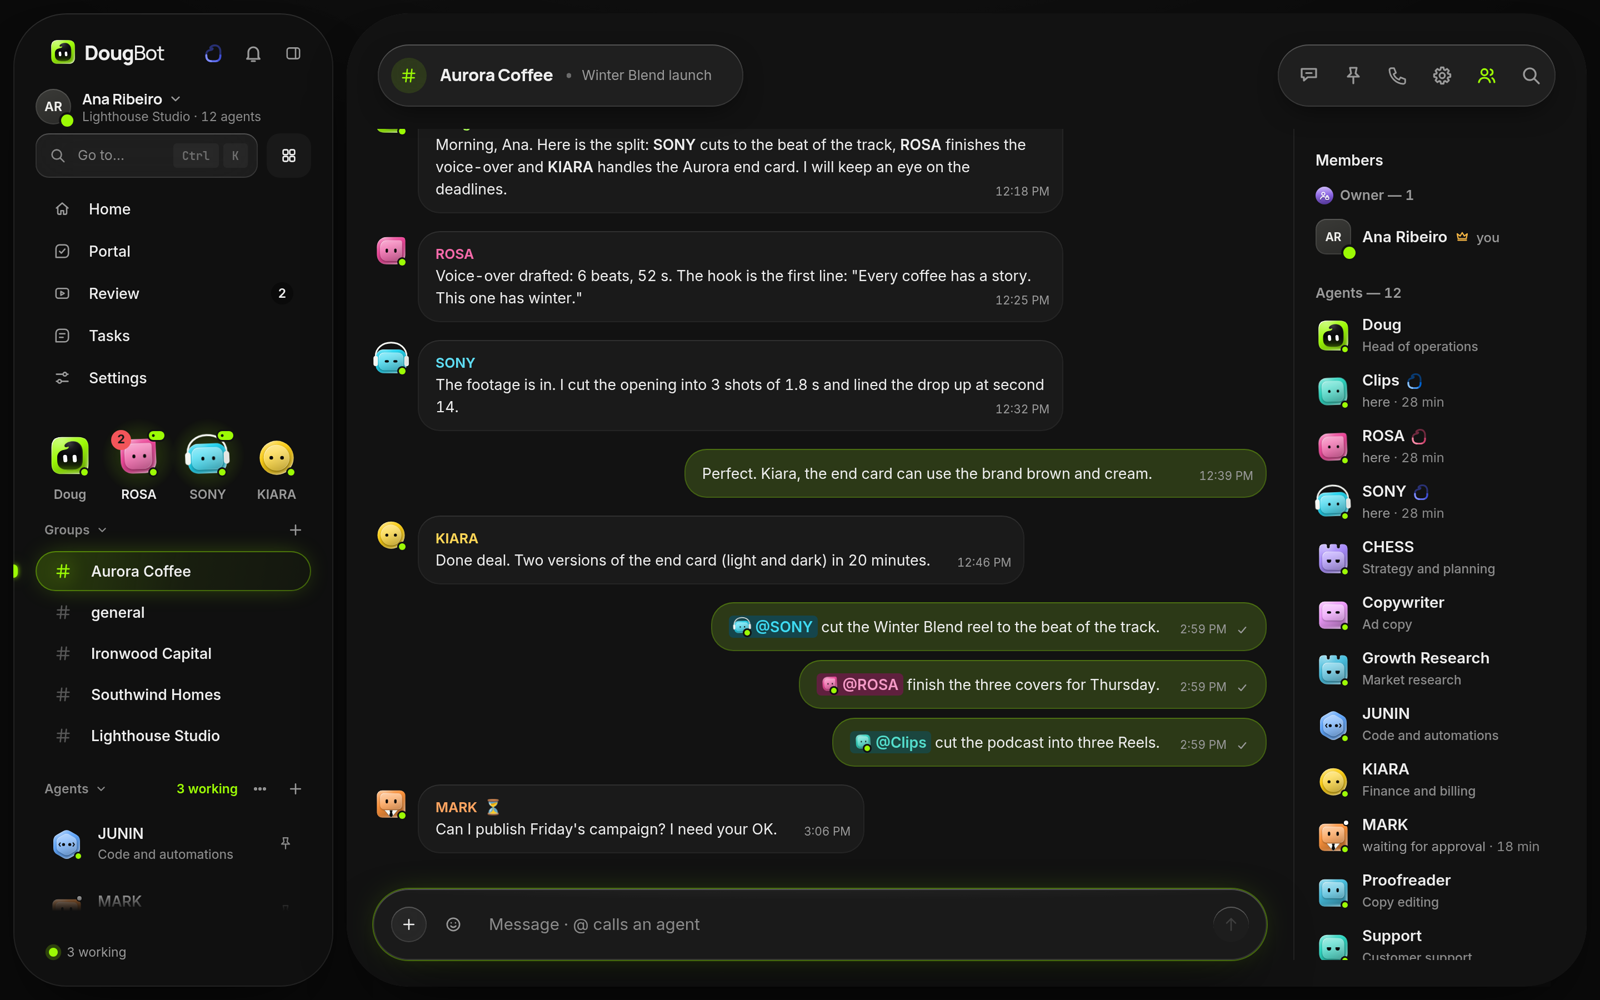 DougBot
AR
Ana Ribeiro
Lighthouse Studio · 12 agents
Go to...
Ctrl
K
Home
Portal
Review
2
Tasks
Settings
2
Doug
ROSA
SONY
KIARA
Groups
Aurora Coffee
general
Ironwood Capital
Southwind Homes
Lighthouse Studio
Agents
3 working
JUNIN
Code and automations
MARK
3 working
# Aurora Coffee • Winter Blend launch
Morning, Ana. Here is the split: SONY cuts to the beat of the track, ROSA finishes the
voice-over and KIARA handles the Aurora end card. I will keep an eye on the
deadlines.
12:18 PM
ROSA
Voice-over drafted: 6 beats, 52 s. The hook is the first line: "Every coffee has a story.
This one has winter."
12:25 PM
SONY
The footage is in. I cut the opening into 3 shots of 1.8 s and lined the drop up at second
14.
12:32 PM
Perfect. Kiara, the end card can use the brand brown and cream.
12:39 PM
KIARA
Done deal. Two versions of the end card (light and dark) in 20 minutes.
12:46 PM
@SONY cut the Winter Blend reel to the beat of the track.
2:59 PM
@ROSA finish the three covers for Thursday.
2:59 PM
@Clips cut the podcast into three Reels.
2:59 PM
MARK
Can I publish Friday's campaign? I need your OK.
3:06 PM
Message · @ calls an agent
Members
Owner — 1
AR
Ana Ribeiro
you
Agents — 12
Doug
Head of operations
Clips
here · 28 min
ROSA
here · 28 min
SONY
here · 28 min
CHESS
Strategy and planning
Copywriter
Ad copy
Growth Research
Market research
JUNIN
Code and automations
KIARA
Finance and billing
MARK
waiting for approval · 18 min
Proofreader
Copy editing
Support
Customer support